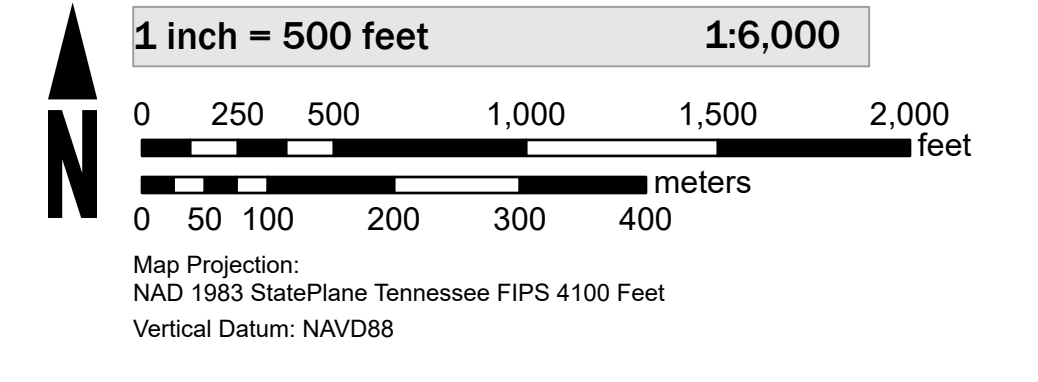 1 inch = 500 feet 1:6,000
0 250 500 1,000 1,500 2,000
feet
meters
0 50 100 200 300 400
N
Map Projection:
NAD 1983 StatePlane Tennessee FIPS 4100 Feet
Vertical Datum: NAVD88